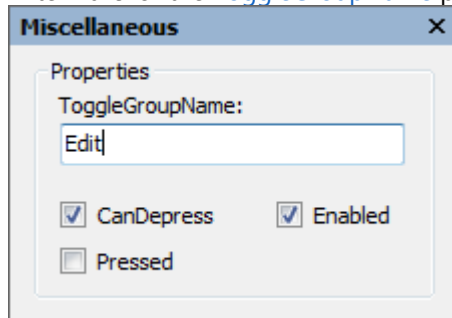 Miscellaneous
Properties
ToggleGroupName:
Edit
CanDepress
Enabled
Pressed